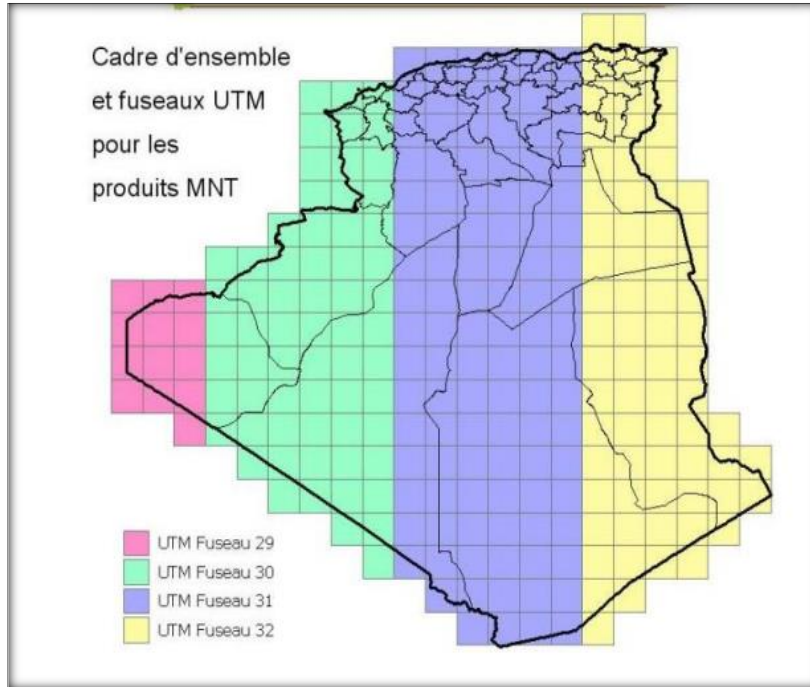 Cadre d'ensemble
et fuseaux UTM
pour les
produits MNT
UTM Fuseau 29
UTM Fuseau 30
UTM Fuseau 31
UTM Fuseau 32